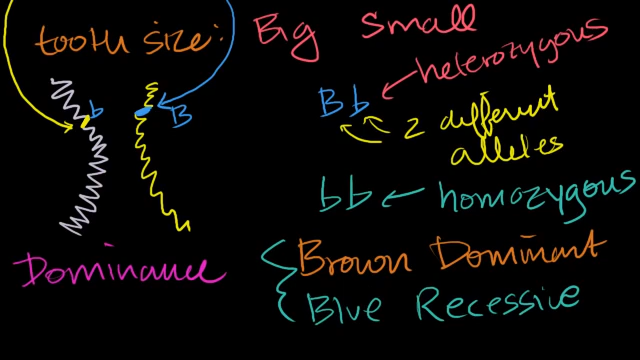 tooth size: Big Small
heterozygous
b B Bb
2 different
alleles
bb homozygous
Dominance Brown Dominant
Blue Recessive